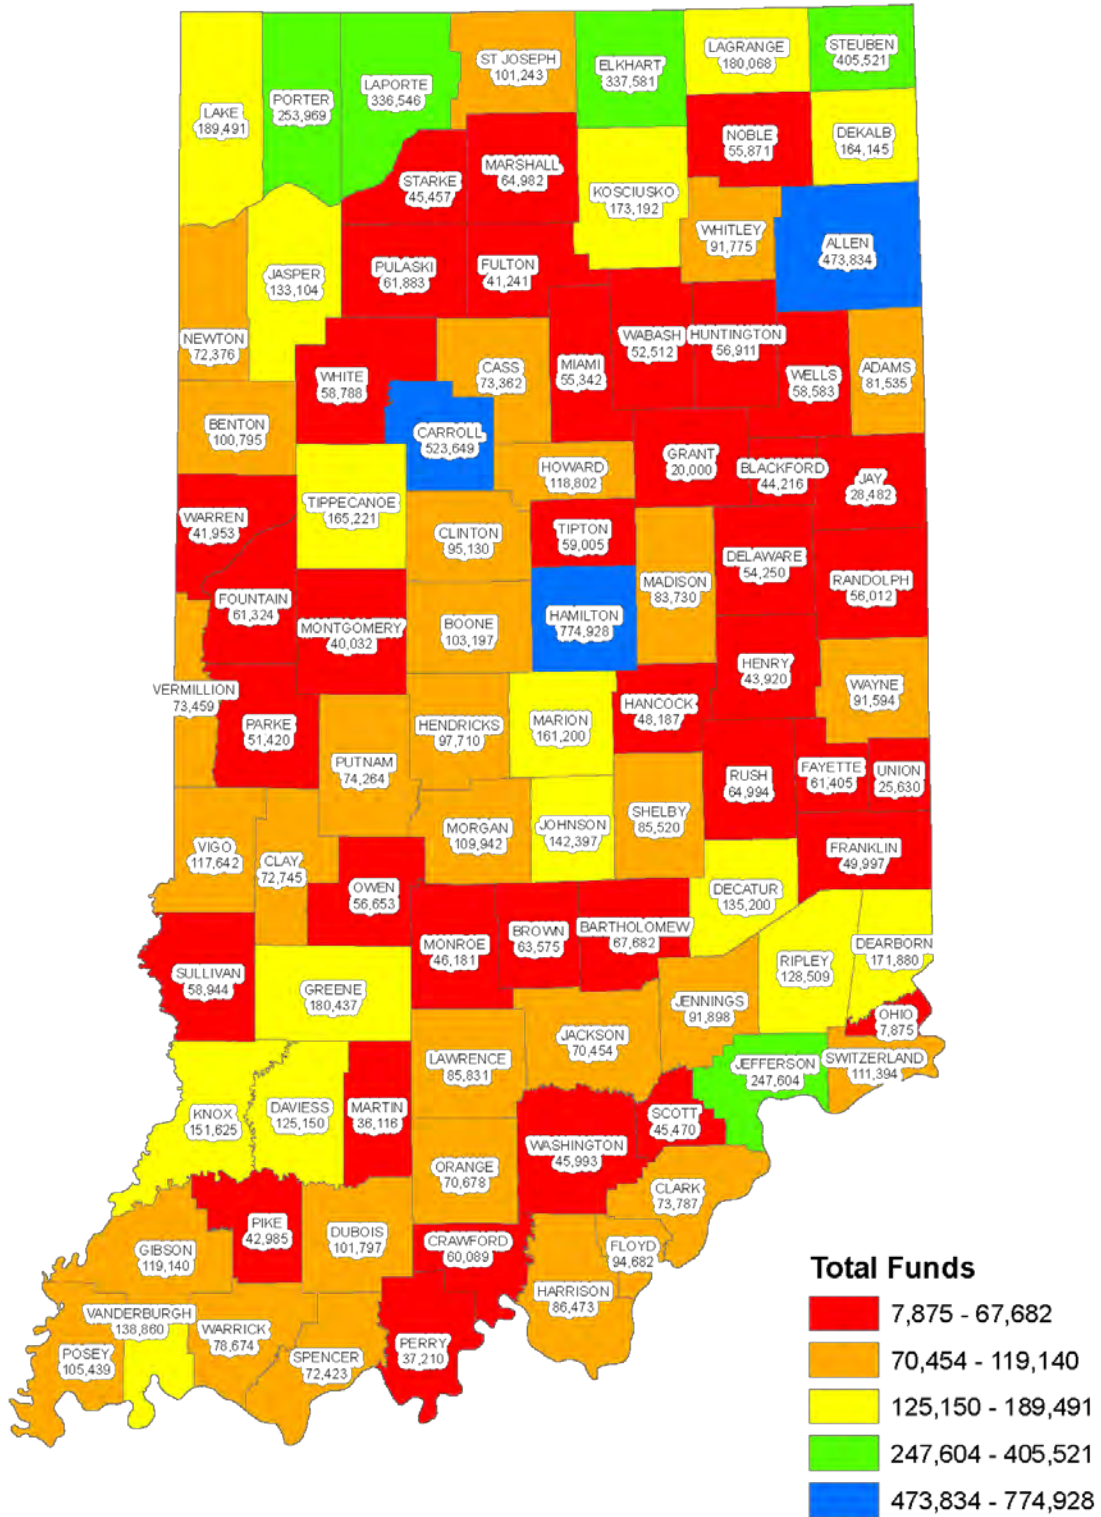 LAKE
189,491
PORTER
253,969
LAPORTE
336,546
ST JOSEPH
101,243
ELKHART
337,581
LAGRANGE
180,068
STEUBEN
405,521
NOBLE
55,871
DEKALB
164,145
STARKE
45,457
MARSHALL
64,982
KOSCIUSKO
173,192
WHITLEY
91,775
ALLEN
473,834
NEWTON
72,376
JASPER
133,104
PULASKI
61,883
FULTON
41,241
WHITE
58,788
CASS
73,362
MIAMI
55,342
WABASH
52,512
HUNTINGTON
56,911
WELLS
58,583
ADAMS
81,535
BENTON
100,795
CARROLL
523,649
HOWARD
118,802
GRANT
20,000
BLACKFORD
44,216
JAY
28,482
WARREN
41,953
TIPPECANOE
165,221
CLINTON
95,130
TIPTON
59,005
MADISON
83,730
DELAWARE
54,250
RANDOLPH
56,012
FOUNTAIN
61,324
MONTGOMERY
40,032
BOONE
103,197
HAMILTON
774,928
HENRY
43,920
WAYNE
91,594
VERMILLION
73,459
PARKE
51,420
PUTNAM
74,264
HENDRICKS
97,710
MARION
161,200
HANCOCK
48,187
RUSH
64,994
FAYETTE
61,405
UNION
25,630
VIGO
117,642
CLAY
72,745
MORGAN
109,942
JOHNSON
142,397
SHELBY
85,520
FRANKLIN
49,997
OWEN
56,653
DECATUR
135,200
SULLIVAN
58,944
GREENE
180,437
MONROE
46,181
BROWN
63,575
BARTHOLOMEW
67,682
RIPLEY
128,509
DEARBORN
171,880
JENNINGS
91,898
OHIO
7,875
LAWRENCE
85,831
JACKSON
70,454
JEFFERSON
247,604
SWITZERLAND
111,394
KNOX
151,625
DAVIESS
125,150
MARTIN
36,116
SCOTT
45,470
WASHINGTON
45,993
ORANGE
70,678
CLARK
73,787
GIBSON
119,140
PIKE
42,985
DUBOIS
101,797
CRAWFORD
60,089
FLOYD
94,682
HARRISON
86,473
POSEY
105,439
VANDERBURGH
138,860
WARRICK
78,674
SPENCER
72,423
PERRY
37,210
Total Funds
7,875 - 67,682
70,454 - 119,140
125,150 - 189,491
247,604 - 405,521
473,834 - 774,928